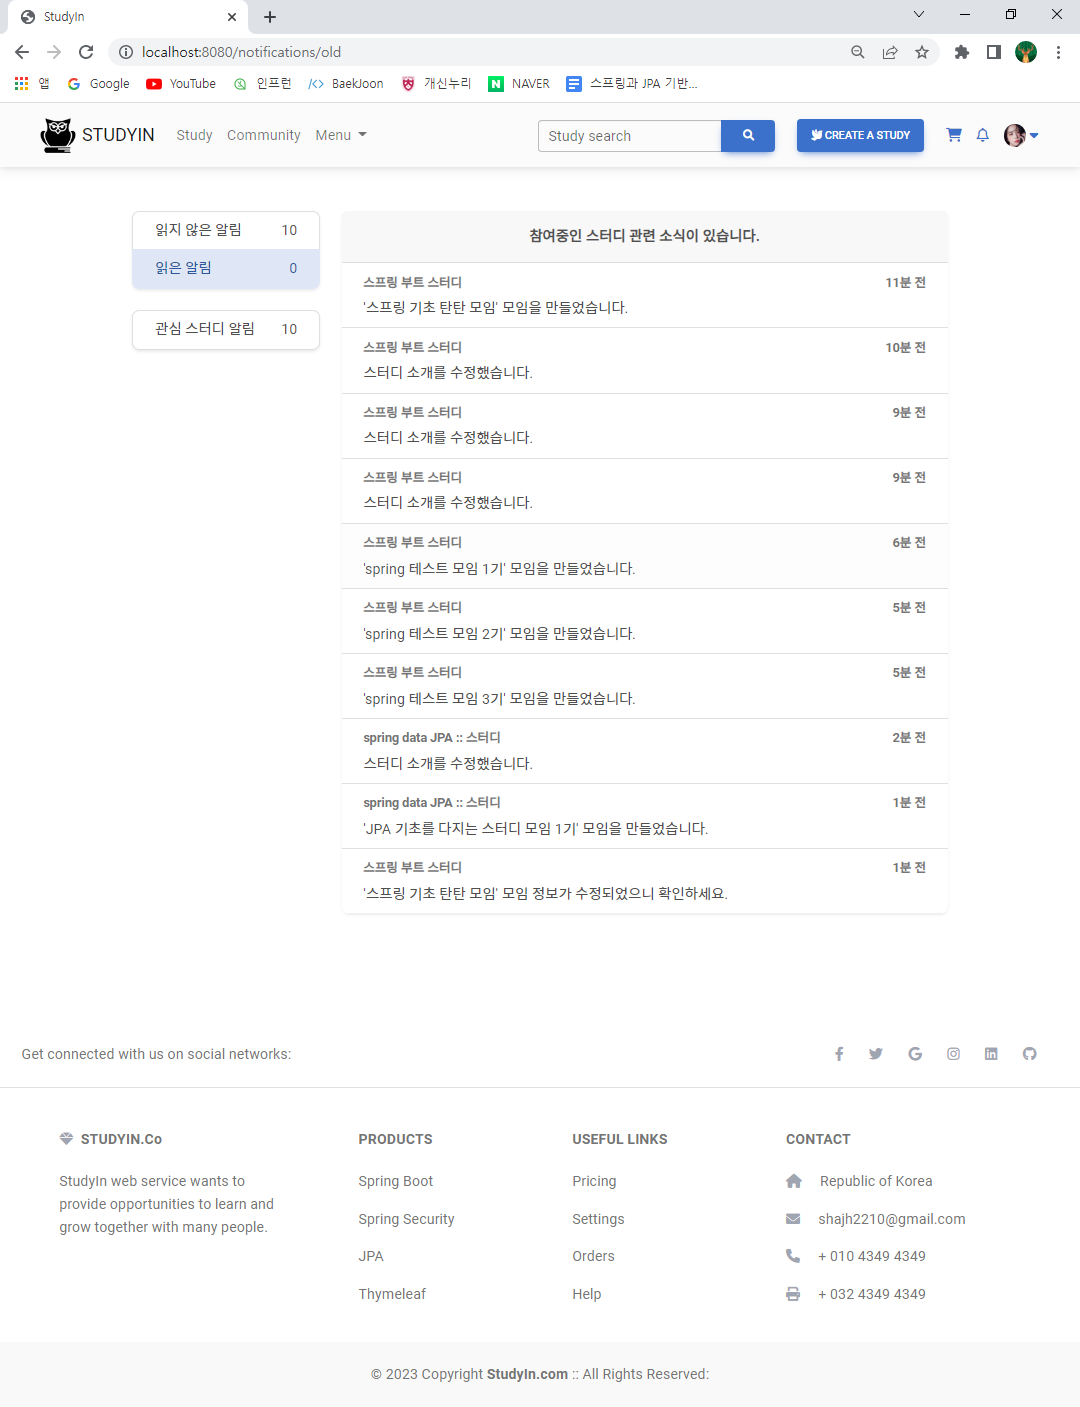 StudyIn
localhost:8080/notifications/old
앱 Google YouTube 인프런 BaekJoon 개신누리 NAVER 스프링과 JPA 기반...
STUDYIN Study Community Menu Study search CREATE A STUDY
읽지 않은 알림 10
읽은 알림 0
관심 스터디 알림 10
참여중인 스터디 관련 소식이 있습니다.
스프링 부트 스터디 11분 전
'스프링 기초 탄탄 모임' 모임을 만들었습니다.
스프링 부트 스터디 10분 전
스터디 소개를 수정했습니다.
스프링 부트 스터디 9분 전
스터디 소개를 수정했습니다.
스프링 부트 스터디 9분 전
스터디 소개를 수정했습니다.
스프링 부트 스터디 6분 전
'spring 테스트 모임 1기' 모임을 만들었습니다.
스프링 부트 스터디 5분 전
'spring 테스트 모임 2기' 모임을 만들었습니다.
스프링 부트 스터디 5분 전
'spring 테스트 모임 3기' 모임을 만들었습니다.
spring data JPA :: 스터디 2분 전
스터디 소개를 수정했습니다.
spring data JPA :: 스터디 1분 전
'JPA 기초를 다지는 스터디 모임 1기' 모임을 만들었습니다.
스프링 부트 스터디 1분 전
'스프링 기초 탄탄 모임' 모임 정보가 수정되었으니 확인하세요.
Get connected with us on social networks:
STUDYIN.Co
StudyIn web service wants to
provide opportunities to learn and
grow together with many people.
PRODUCTS
Spring Boot
Spring Security
JPA
Thymeleaf
USEFUL LINKS
Pricing
Settings
Orders
Help
CONTACT
Republic of Korea
shajh2210@gmail.com
+ 010 4349 4349
+ 032 4349 4349
© 2023 Copyright StudyIn.com :: All Rights Reserved: